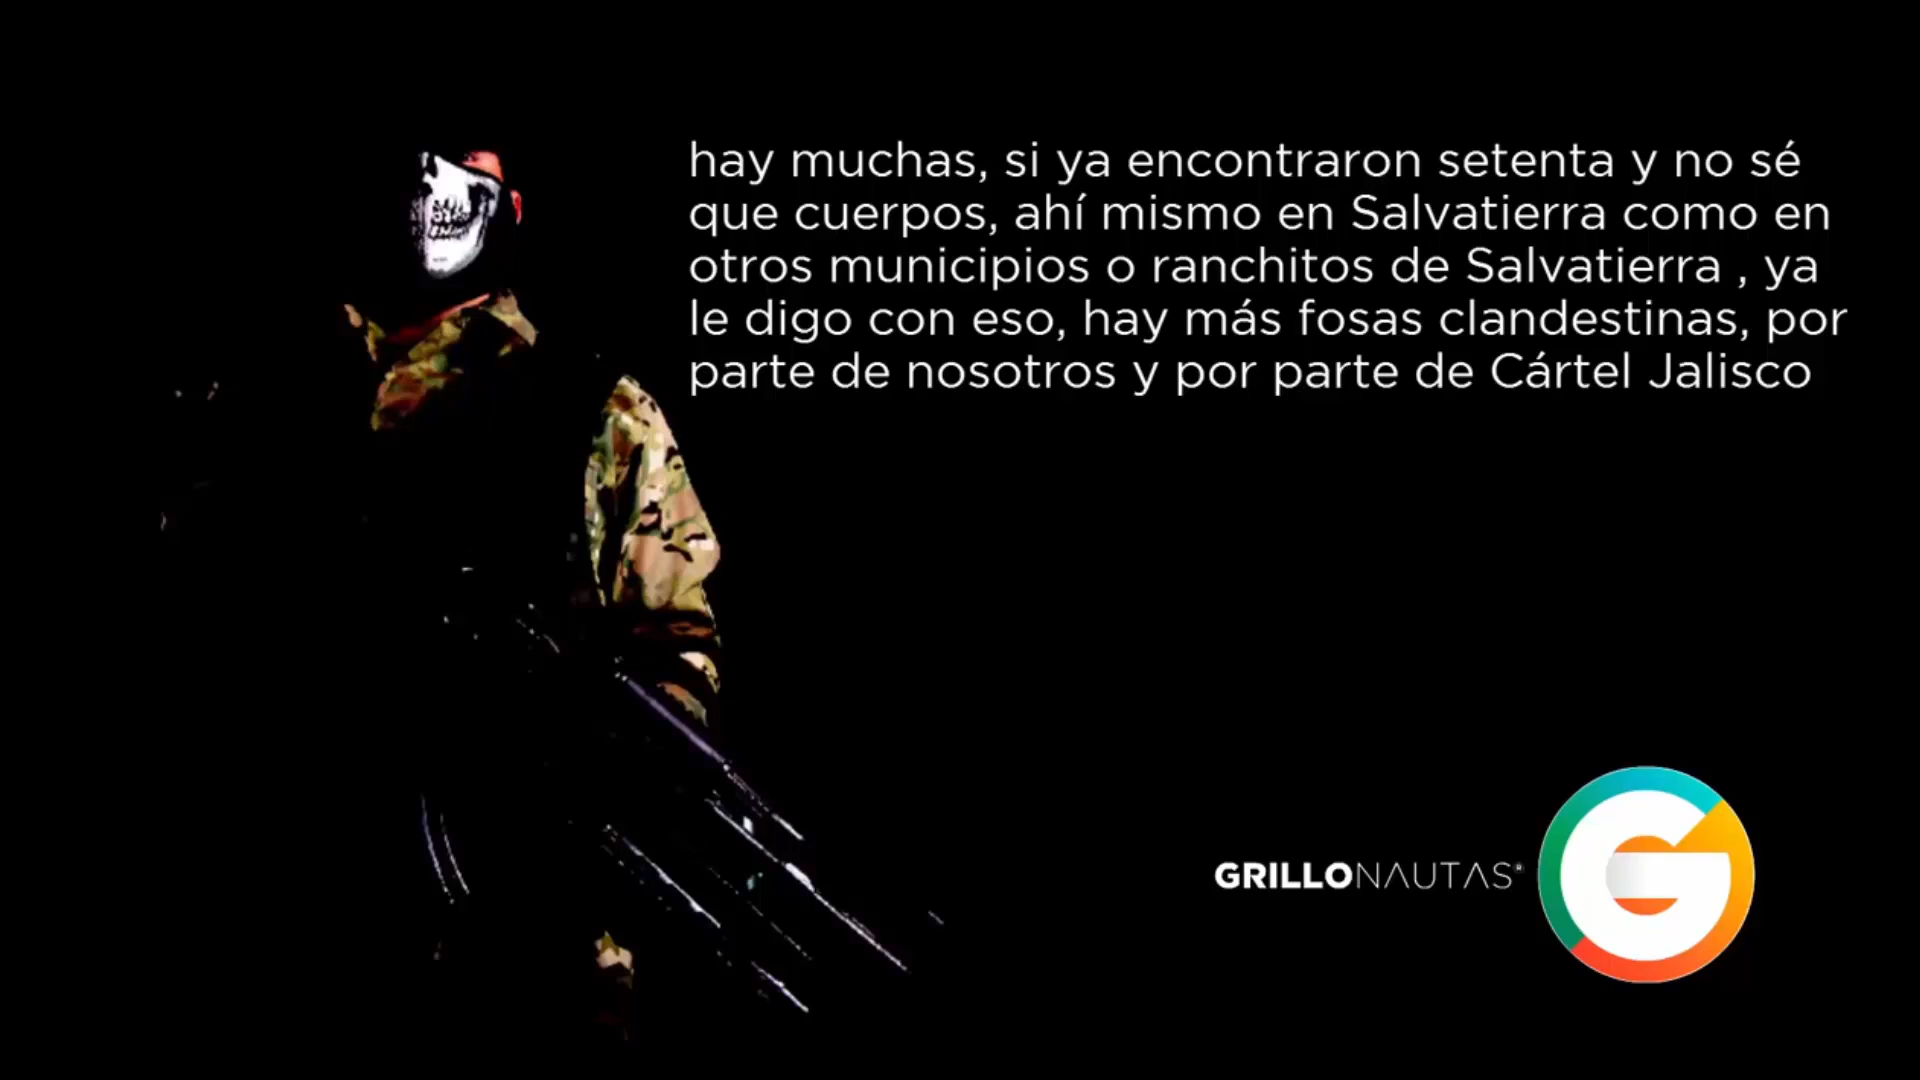 hay muchas, si ya encontraron setenta y no sé
que cuerpos, ahí mismo en Salvatierra como en
otros municipios o ranchitos de Salvatierra , ya
le digo con eso, hay más fosas clandestinas, por
parte de nosotros y por parte de Cártel Jalisco
GRILLONAUTAS®